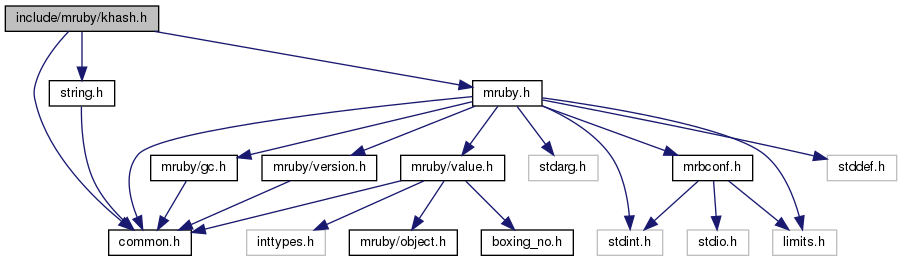 include/mruby/khash.h
string.h
mruby.h
mruby/gc.h
mruby/version.h
mruby/value.h
stdarg.h
mrbconf.h
stddef.h
common.h
inttypes.h
mruby/object.h
boxing_no.h
stdint.h
stdio.h
limits.h